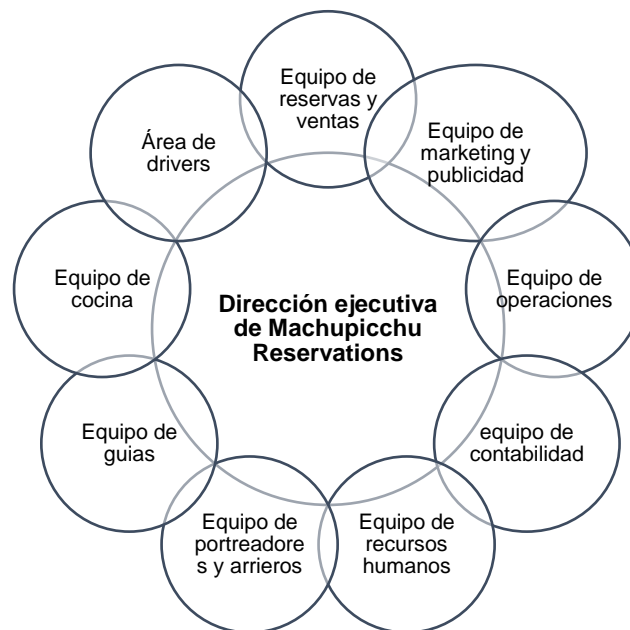 Equipo de
reservas y
ventas
Equipo de
marketing y
publicidad
Equipo de
operaciones
equipo de
contabilidad
Equipo de
recursos
humanos
Equipo de
portreadore
s y arrieros
Equipo de
guias
Equipo de
cocina
Área de
drivers
Dirección ejecutiva
de Machupicchu
Reservations